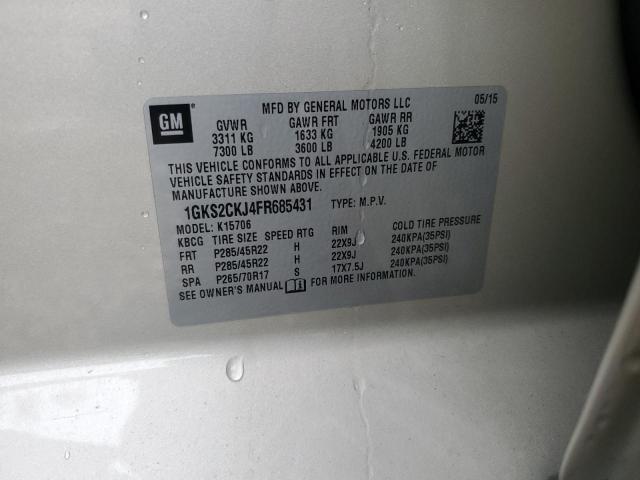 GM ®
MFD BY GENERAL MOTORS LLC 05/15
GVWR GAWR FRT GAWR RR
3311 KG 1633 KG 1905 KG
7300 LB 3600 LB 4200 LB
THIS VEHICLE CONFORMS TO ALL APPLICABLE U.S. FEDERAL MOTOR
VEHICLE SAFETY STANDARDS IN EFFECT ON THE DATE OF
MANUFACTURE SHOWN ABOVE.
1GKS2CKJ4FR685431 TYPE: M.P.V.
MODEL: K15706
KBCG TIRE SIZE SPEED RTG RIM COLD TIRE PRESSURE
FRT P285/45R22 H 22X9J 240KPA(35PSI)
RR P285/45R22 H 22X9J 240KPA(35PSI)
SPA P265/70R17 S 17X7.5J 240KPA(35PSI)
SEE OWNER'S MANUAL FOR MORE INFORMATION